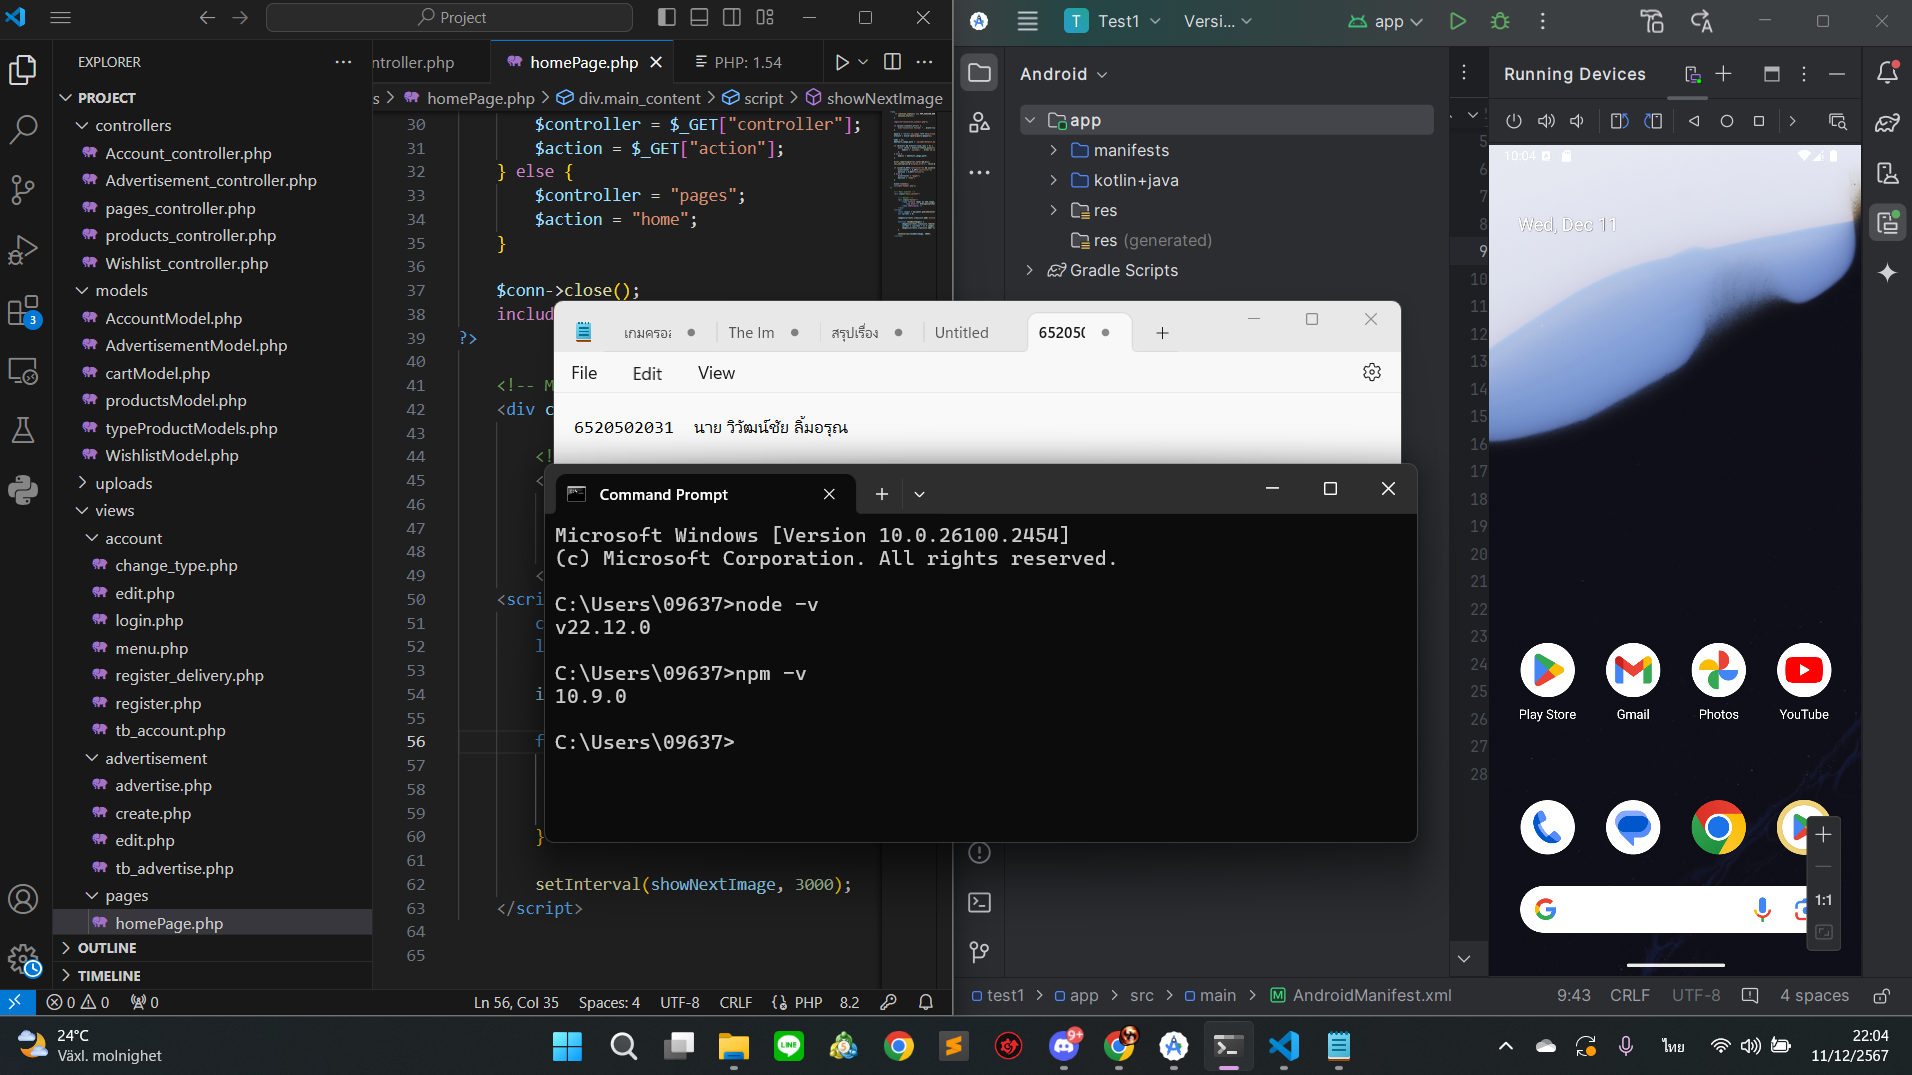 Project
EXPLORER
PROJECT
controllers
Account_controller.php
Advertisement_controller.php
pages_controller.php
products_controller.php
Wishlist_controller.php
models
AccountModel.php
AdvertisementModel.php
cartModel.php
productsModel.php
typeProductModels.php
WishlistModel.php
uploads
views
account
change_type.php
edit.php
login.php
menu.php
register_delivery.php
register.php
tb_account.php
advertisement
advertise.php
create.php
edit.php
tb_advertise.php
pages
homePage.php
OUTLINE
TIMELINE
3
ntroller.php
homePage.php
PHP: 1.54
s > homePage.php > div.main_content > script > showNextImage
30 $controller = $_GET["controller"];
31 $action = $_GET["action"];
32 } else {
33 $controller = "pages";
34 $action = "home";
35 }
36
37 $conn->close();
38 includ
39 ?>
40
41 <!-- M
42 <div c
43
44 <!
45 <
46
47
48
49 <
50 <scri
51 c
52 l
53
54 i
55
56 f
57
58
59
60 }
61
62 setInterval(showNextImage, 3000);
63 </script>
64
65
0 0 0
Ln 56, Col 35 Spaces: 4 UTF-8 CRLF PHP 8.2
เกมครอ The Im สรุปเรื่อง Untitled 652050
File Edit View
6520502031 นาย วิวัฒน์ชัย ลิ้มอรุณ
Command Prompt
Microsoft Windows [Version 10.0.26100.2454]
(c) Microsoft Corporation. All rights reserved.
C:\Users\09637>node -v
v22.12.0
C:\Users\09637>npm -v
10.9.0
C:\Users\09637>
T Test1 Versi... app
Android
app
manifests
kotlin+java
res
res (generated)
Gradle Scripts
5
6
7
8
9
10
11
12
13
14
15
16
17
18
19
20
21
22
23
24
25
26
27
28
Running Devices
10:04
Wed, Dec 11
Play Store Gmail Photos YouTube
1:1
test1 > app > src > main > AndroidManifest.xml
9:43 CRLF UTF-8 4 spaces
24°C
Växl. molnighet
LINE
9+
ไทย
22:04
11/12/2567